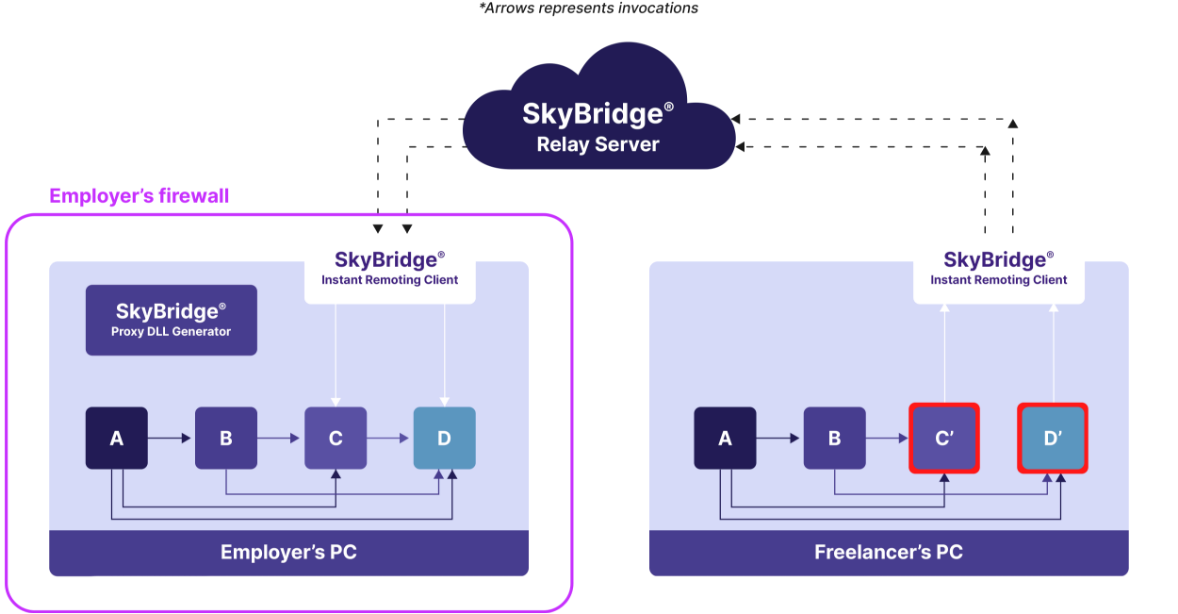 *Arrows represents invocations
SkyBridge®
Relay Server
Employer’s firewall
SkyBridge®
Instant Remoting Client
SkyBridge®
Proxy DLL Generator
A
B
C
D
Employer’s PC
SkyBridge®
Instant Remoting Client
A
B
C’
D’
Freelancer’s PC